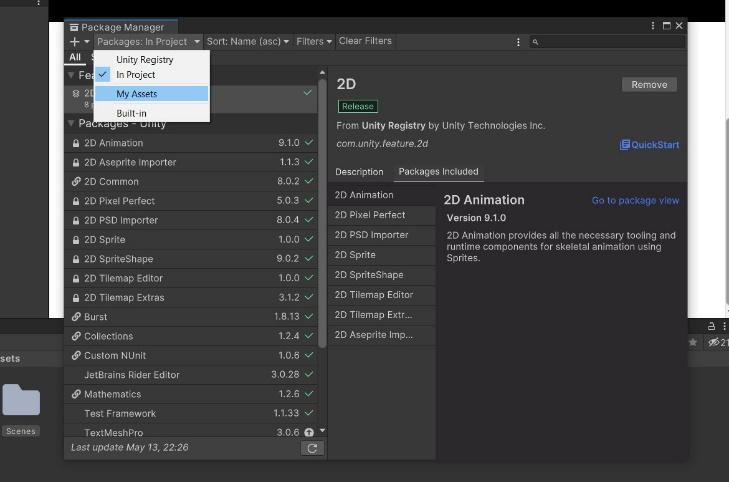 Package Manager
Packages: In Project
Sort: Name (asc)
Filters
Clear Filters
All
Unity Registry
In Project
My Assets
Built-in
Fea
2D
8 p
Packages - Unity
2D Animation 9.1.0
2D Aseprite Importer 1.1.3
2D Common 8.0.2
2D Pixel Perfect 5.0.3
2D PSD Importer 8.0.4
2D Sprite 1.0.0
2D SpriteShape 9.0.2
2D Tilemap Editor 1.0.0
2D Tilemap Extras 3.1.2
Burst 1.8.13
Collections 1.2.4
Custom NUnit 1.0.6
JetBrains Rider Editor 3.0.28
Mathematics 1.2.6
Test Framework 1.1.33
TextMeshPro 3.0.6
Last update May 13, 22:26
2D
Remove
Release
From Unity Registry by Unity Technologies Inc.
com.unity.feature.2d
QuickStart
Description
Packages Included
2D Animation
2D Pixel Perfect
2D PSD Importer
2D Sprite
2D SpriteShape
2D Tilemap Editor
2D Tilemap Extr...
2D Aseprite Imp...
2D Animation
Go to package view
Version 9.1.0
2D Animation provides all the necessary tooling and
runtime components for skeletal animation using
Sprites.
sets
Scenes
21